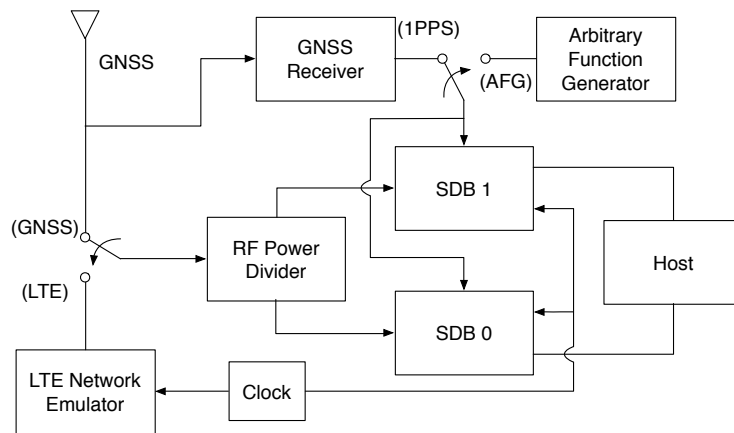 GNSS
GNSS
Receiver
(1PPS)
(AFG)
Arbitrary
Function
Generator
SDB 1
(GNSS)
(LTE)
RF Power
Divider
Host
SDB 0
LTE Network
Emulator
Clock